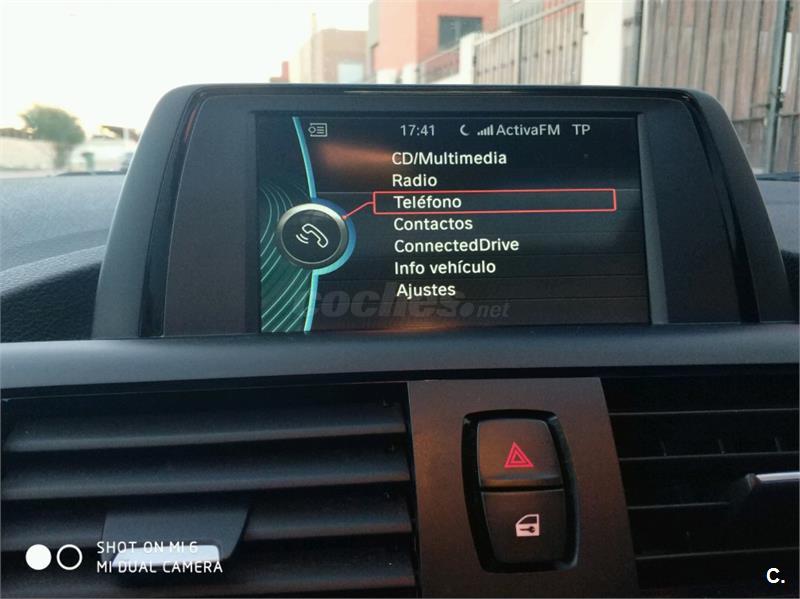 17:41 ActivaFM TP
CD/Multimedia
Radio
Teléfono
Contactos
ConnectedDrive
Info vehículo
Ajustes
coches.net
SHOT ON MI 6
MI DUAL CAMERA
C.